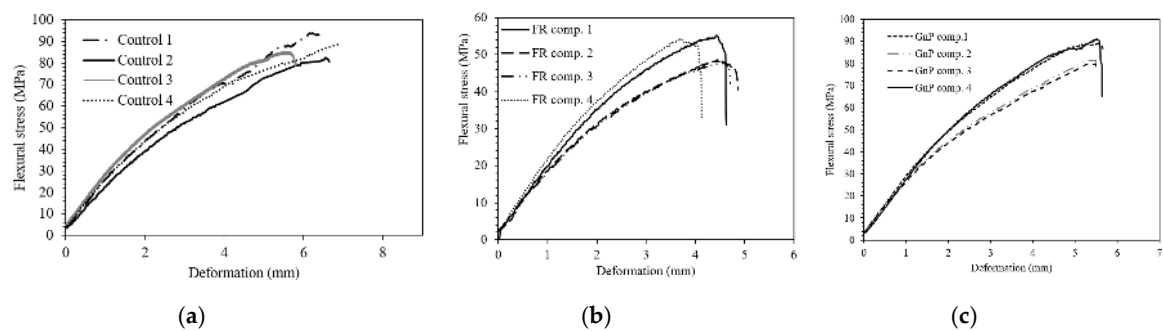 100
90
80
70
60
50
40
30
20
10
0
Flexural stress (MPa)
Control 1
Control 2
Control 3
Control 4
0 2 4 6 8
Deformation (mm)
(a)
60
50
40
30
20
10
0
Flexural stress (MPa)
FR comp. 1
FR comp. 2
FR comp. 3
FR comp. 4
0 1 2 3 4 5 6
Deformation (mm)
(b)
100
90
80
70
60
50
40
30
20
10
0
Flexural stress (MPa)
GnP comp.1
GnP comp. 2
GnP comp. 3
GnP comp. 4
0 1 2 3 4 5 6 7
Deformation (mm)
(c)